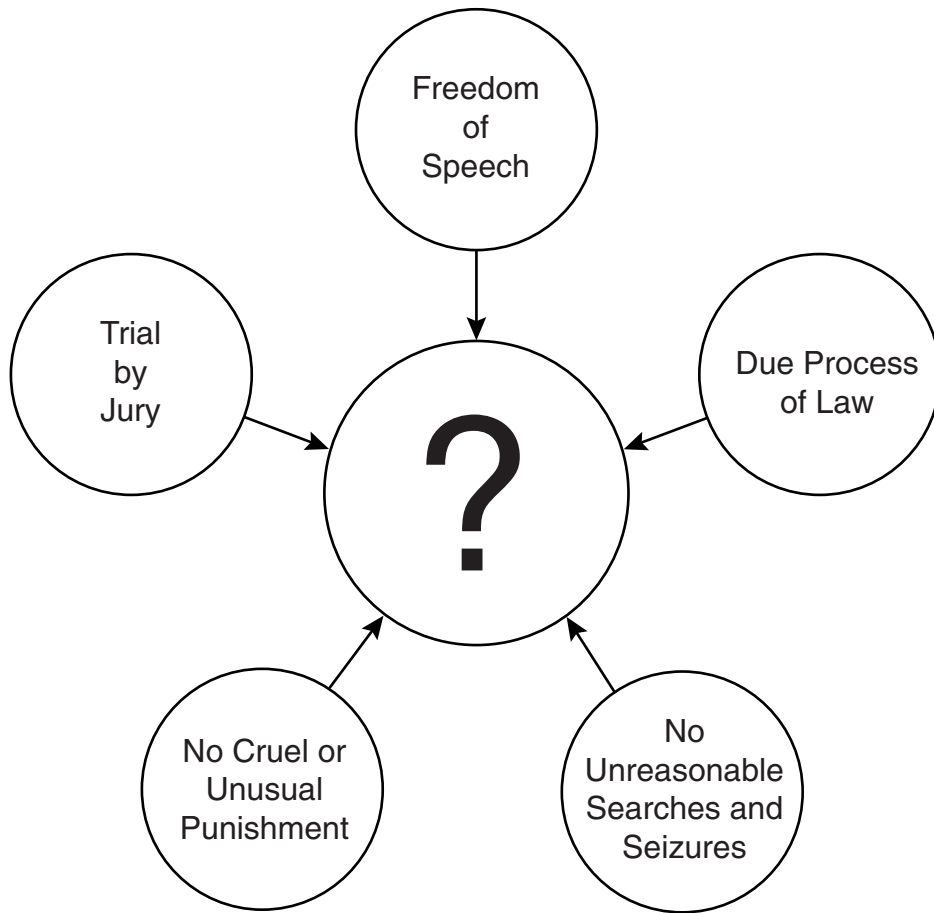 Freedom
of
Speech
Trial
by
Jury
Due Process
of Law
?
No Cruel or
Unusual
Punishment
No
Unreasonable
Searches and
Seizures